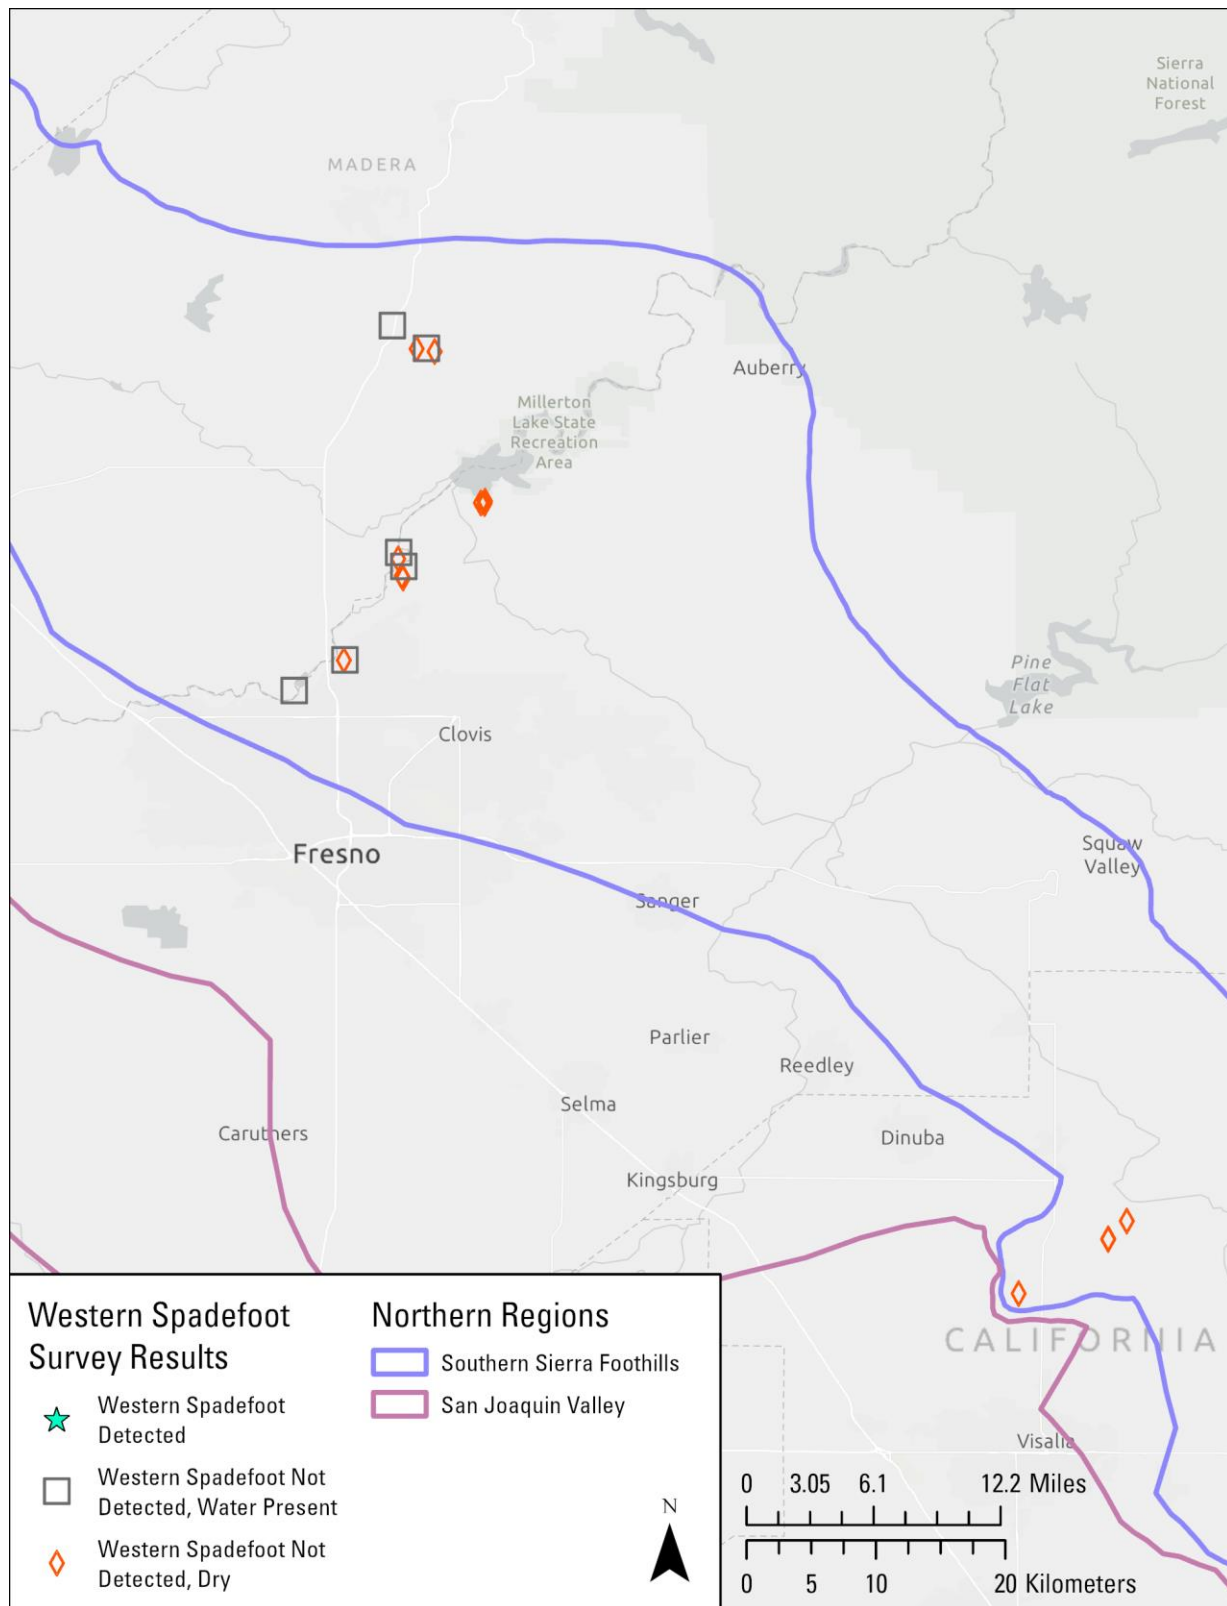 Sierra
National
Forest
MADERA
Auberry
Millerton
Lake State
Recreation
Area
Pine
Flat
Lake
Clovis
Squaw
Valley
Fresno
Sanger
Parlier
Reedley
Selma
Caruthers
Dinuba
Kingsburg
CALIFORNIA
Visalia
Western Spadefoot
Survey Results
Western Spadefoot
Detected
Western Spadefoot Not
Detected, Water Present
Western Spadefoot Not
Detected, Dry
Northern Regions
Southern Sierra Foothills
San Joaquin Valley
N
0 3.05 6.1 12.2 Miles
0 5 10 20 Kilometers